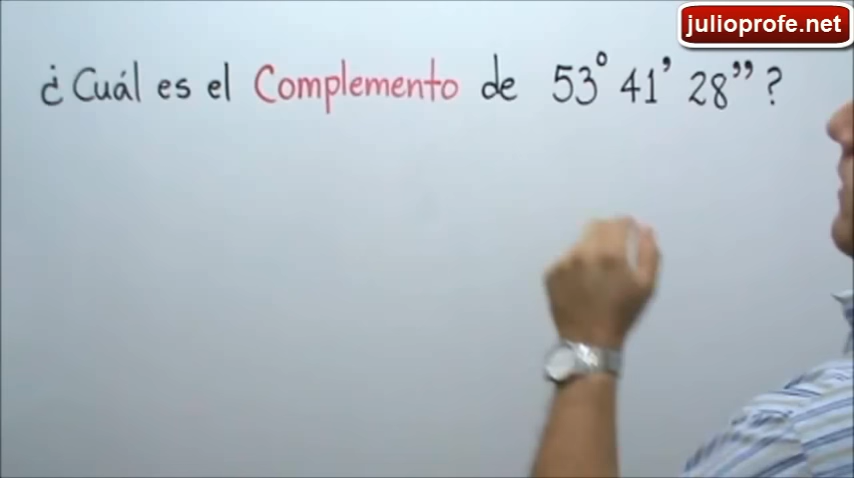 julioprofe.net
¿Cuál es el Complemento de 53° 41' 28'' ?